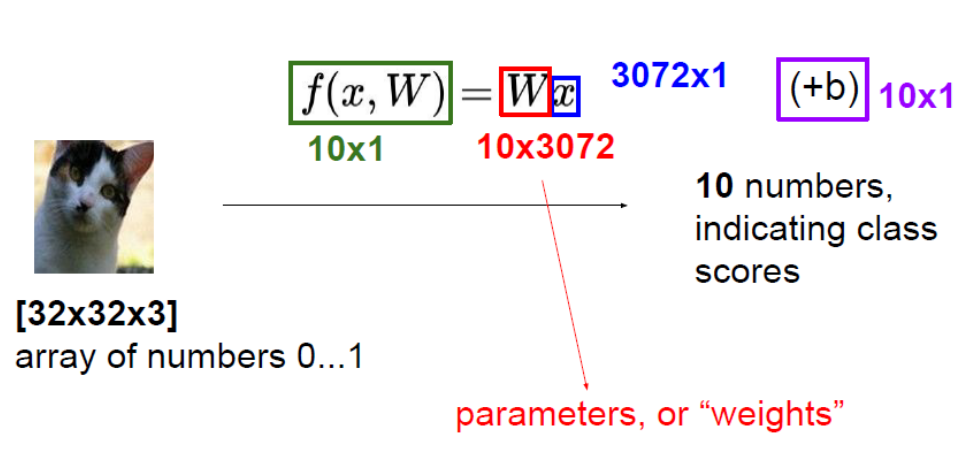 f(x, W) = Wx 3072x1 (+b) 10x1
10x1 10x3072
10 numbers,
indicating class
scores
[32x32x3]
array of numbers 0...1
parameters, or “weights”